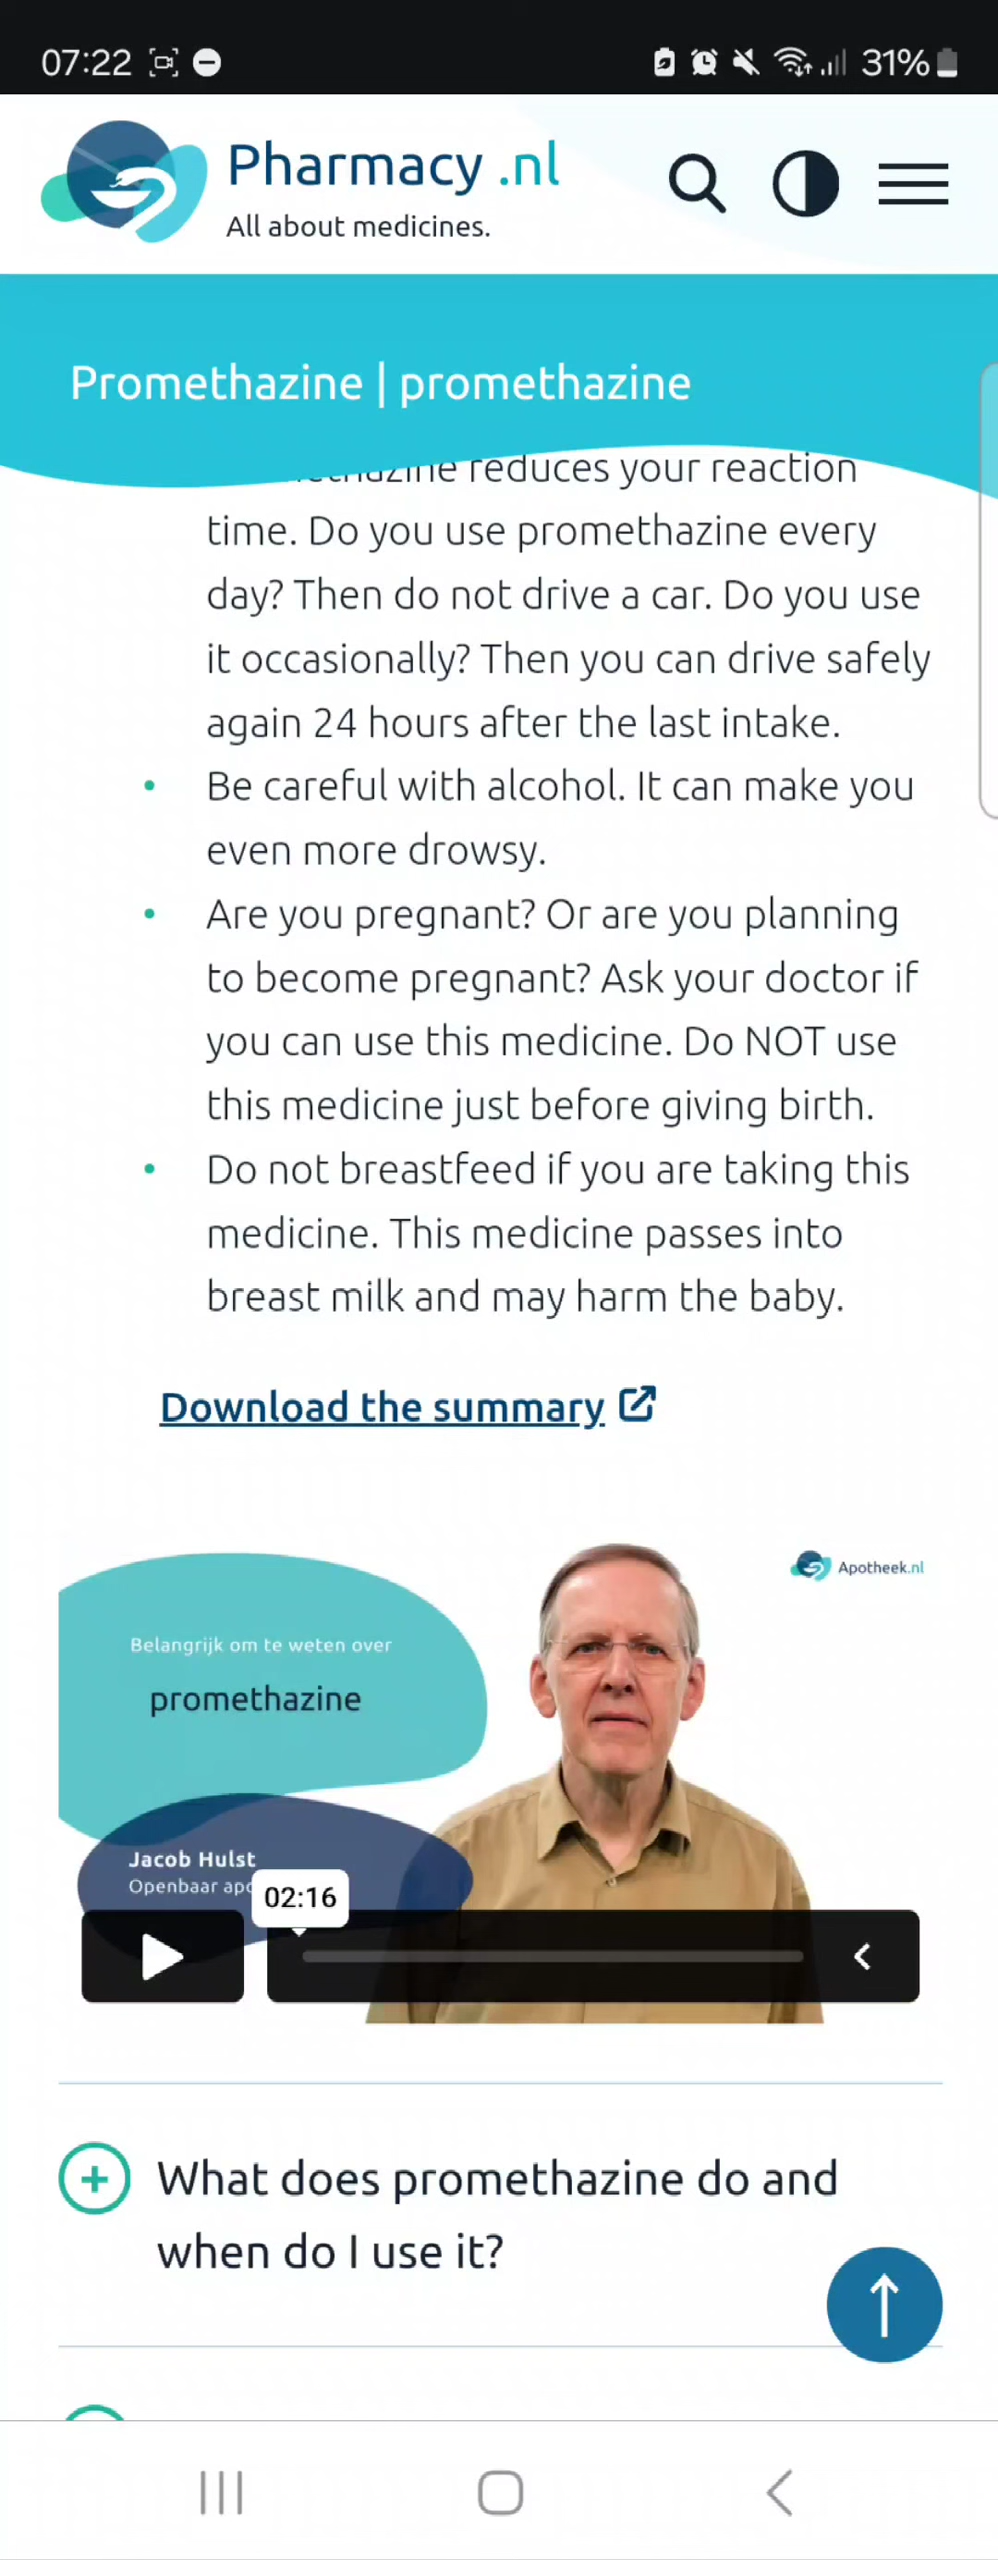 07:22
31%
Pharmacy .nl
All about medicines.
Promethazine | promethazine
reduces your reaction
time. Do you use promethazine every
day? Then do not drive a car. Do you use
it occasionally? Then you can drive safely
again 24 hours after the last intake.
• Be careful with alcohol. It can make you
even more drowsy.
• Are you pregnant? Or are you planning
to become pregnant? Ask your doctor if
you can use this medicine. Do NOT use
this medicine just before giving birth.
• Do not breastfeed if you are taking this
medicine. This medicine passes into
breast milk and may harm the baby.
Download the summary
Apotheek.nl
Belangrijk om te weten over
promethazine
Jacob Hulst
Openbaar
02:16
What does promethazine do and
when do I use it?